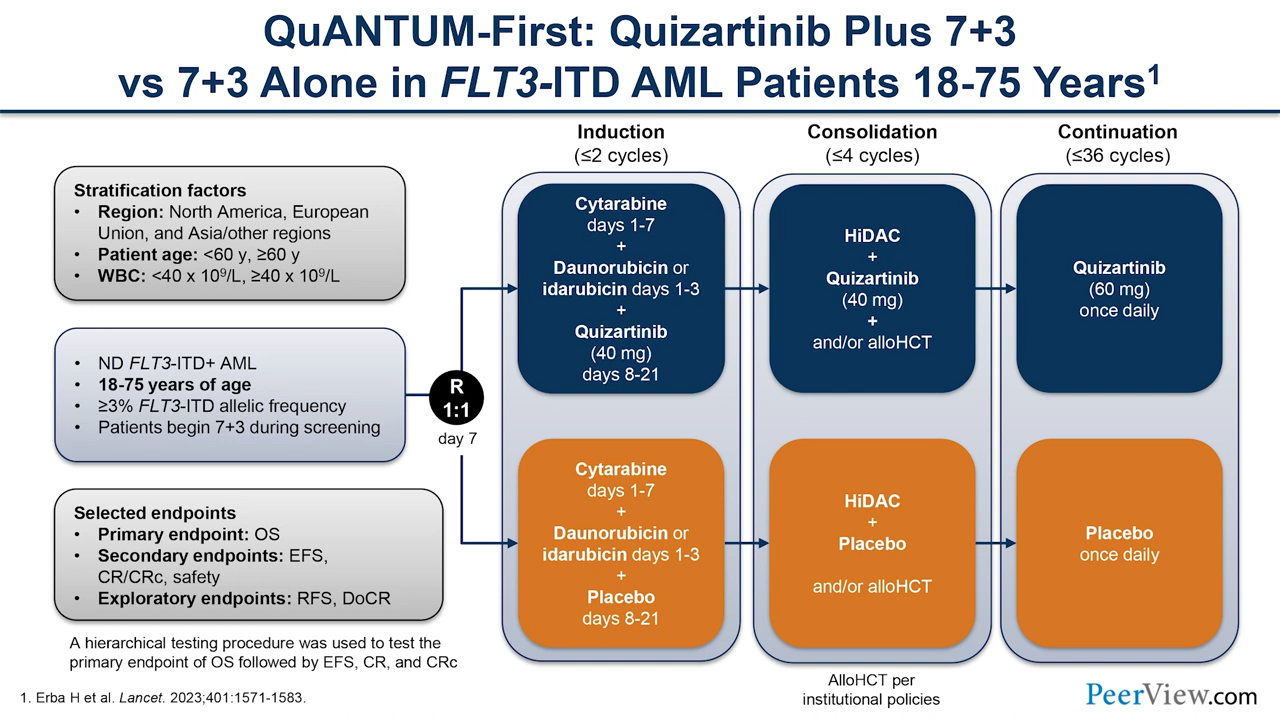 QuANTUM-First: Quizartinib Plus 7+3
vs 7+3 Alone in FLT3-ITD AML Patients 18-75 Years¹
Stratification factors
• Region: North America, European
Union, and Asia/other regions
• Patient age: <60 y, ≥60 y
• WBC: <40 x 10⁹/L, ≥40 x 10⁹/L
• ND FLT3-ITD+ AML
• 18-75 years of age
• ≥3% FLT3-ITD allelic frequency
• Patients begin 7+3 during screening
Selected endpoints
• Primary endpoint: OS
• Secondary endpoints: EFS,
CR/CRc, safety
• Exploratory endpoints: RFS, DoCR
A hierarchical testing procedure was used to test the
primary endpoint of OS followed by EFS, CR, and CRc
R
1:1
day 7
Induction
(≤2 cycles)
Cytarabine
days 1-7
+
Daunorubicin or
idarubicin days 1-3
+
Quizartinib
(40 mg)
days 8-21
Cytarabine
days 1-7
+
Daunorubicin or
idarubicin days 1-3
+
Placebo
days 8-21
Consolidation
(≤4 cycles)
HiDAC
+
Quizartinib
(40 mg)
+
and/or alloHCT
HiDAC
+
Placebo
and/or alloHCT
AlloHCT per
institutional policies
Continuation
(≤36 cycles)
Quizartinib
(60 mg)
once daily
Placebo
once daily
1. Erba H et al. Lancet. 2023;401:1571-1583.
PeerView.com